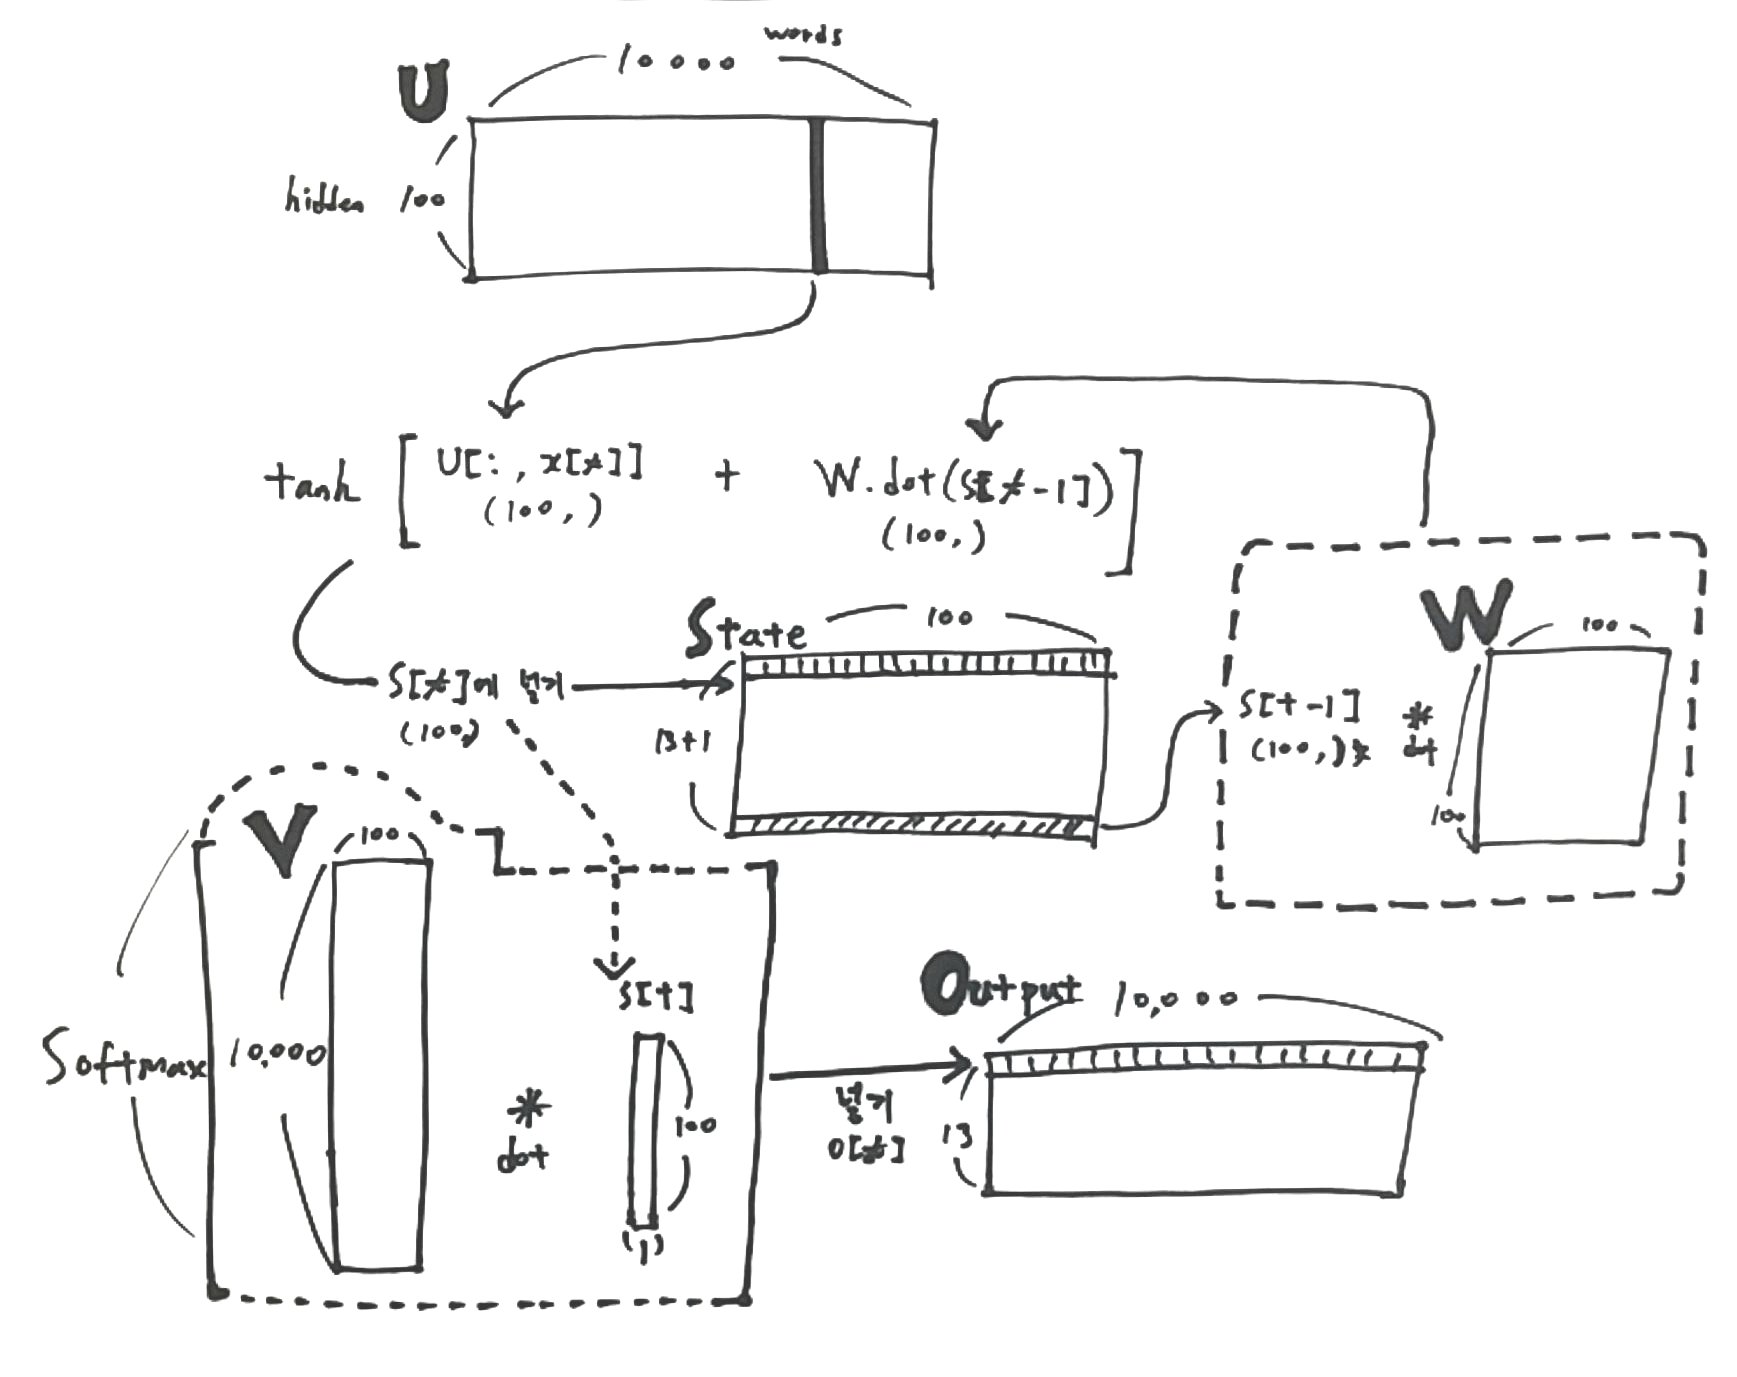 words
10000
U
hidden 100
tanh [ U[:, x[t]] + W.dot(S[t-1]) ]
(100,)
(100,)
State
100
W
100
S[t]에 넣기
(100,)
13+1
S[t-1]
(100,)
*
dot
100
V
100
S[t]
Output 10,000
Softmax
10,000
*
dot
100
넣기
O[t]
13
(1)